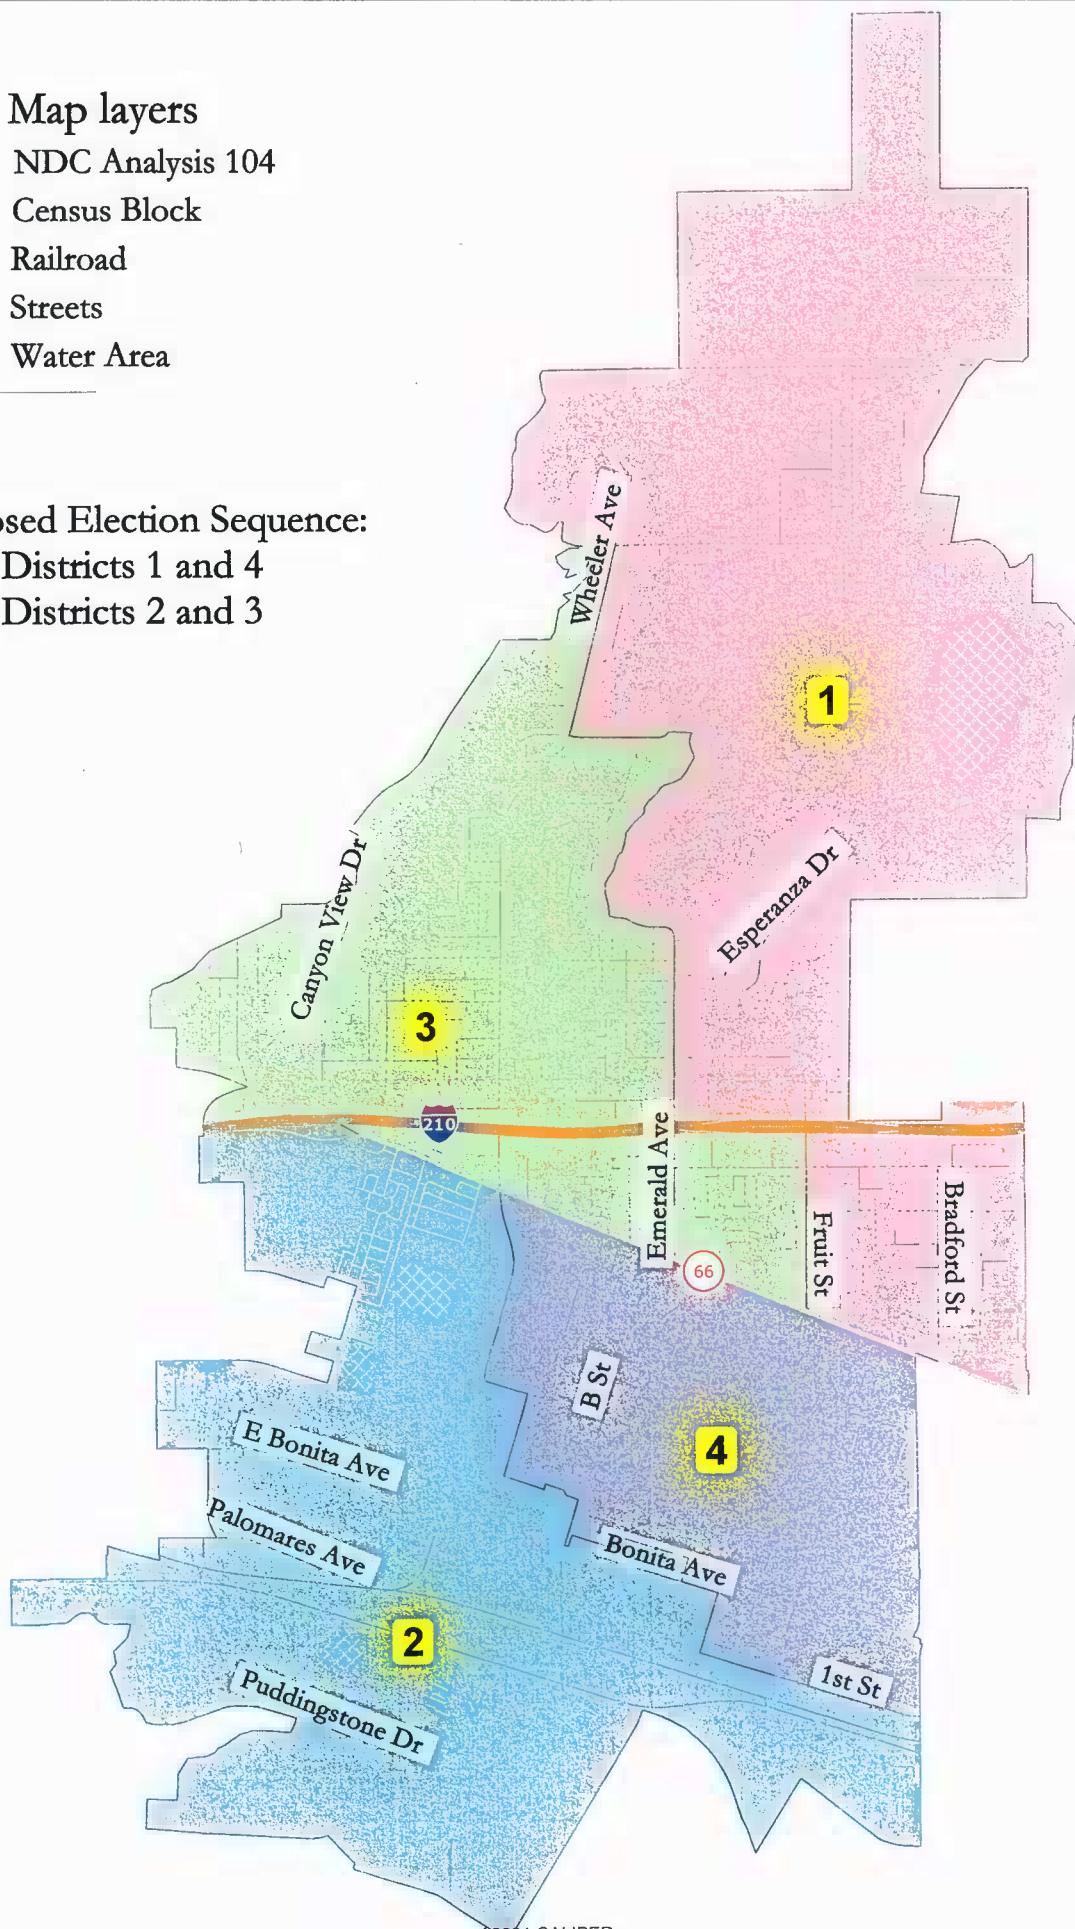 Map layers
NDC Analysis 104
Census Block
Railroad
Streets
Water Area
osed Election Sequence:
Districts 1 and 4
Districts 2 and 3
Wheeler Ave
1
Esperanza Dr
Canyon View Dr
3
210
Emerald Ave
Fruit St
Bradford St
66
B St
4
E Bonita Ave
Palomares Ave
Bonita Ave
2
1st St
Puddingstone Dr